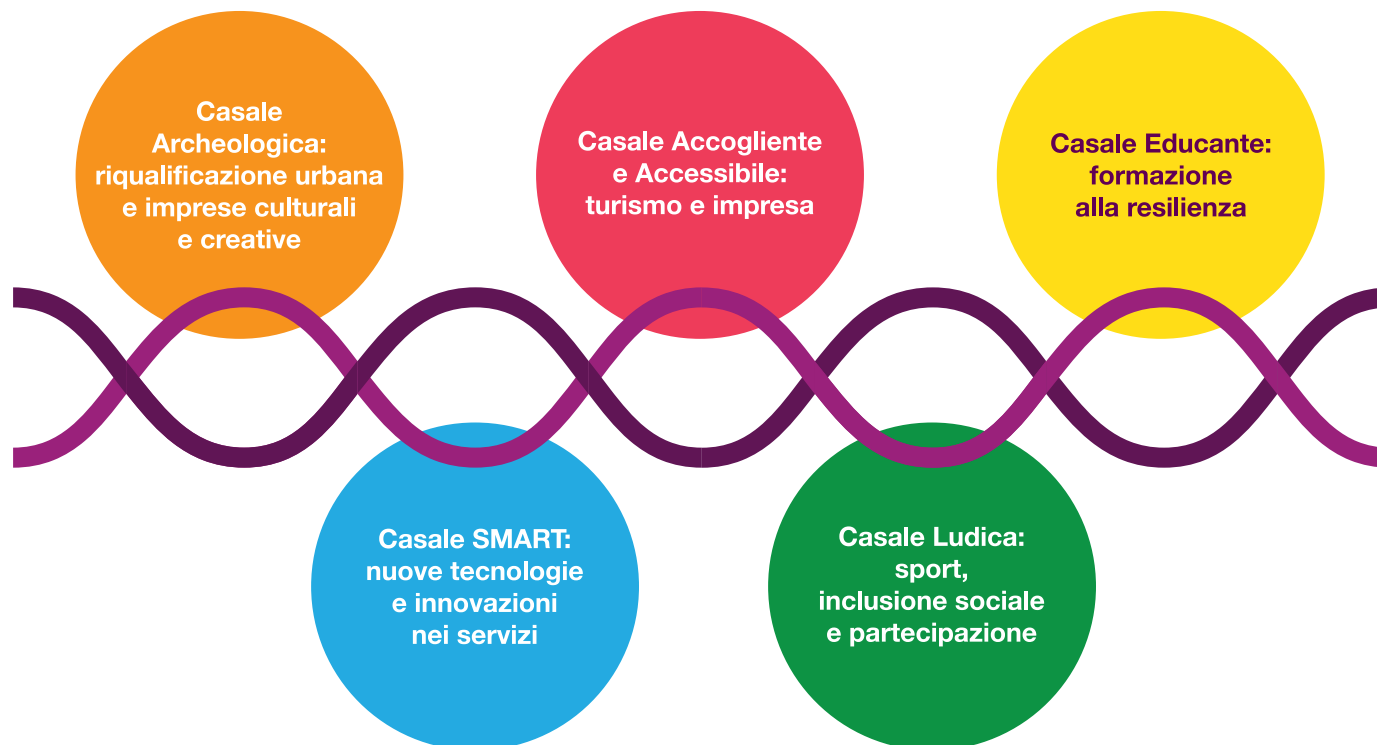 Casale
Archeologica:
riqualificazione urbana
e imprese culturali
e creative
Casale Accogliente
e Accessibile:
turismo e impresa
Casale Educante:
formazione
alla resilienza
Casale SMART:
nuove tecnologie
e innovazioni
nei servizi
Casale Ludica:
sport,
inclusione sociale
e partecipazione